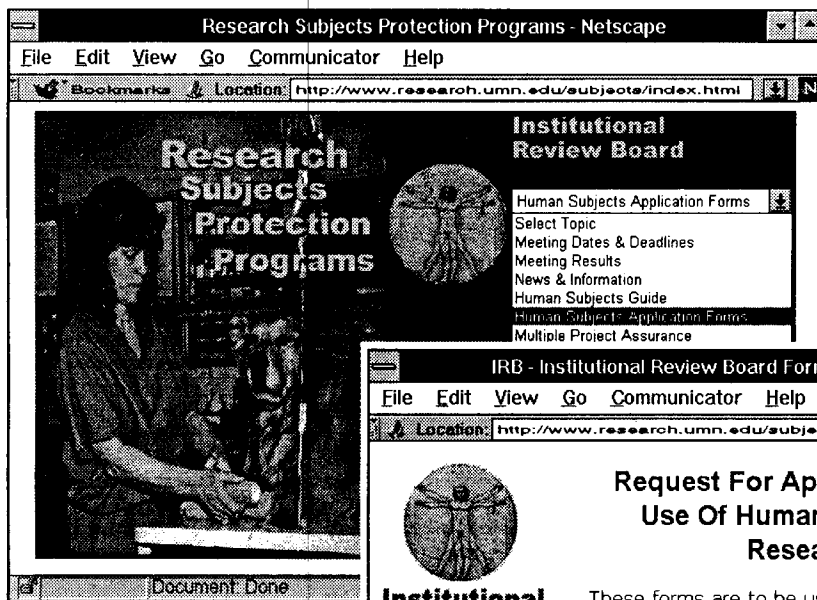 Research Subjects Protection Programs - Netscape
File Edit View Go Communicator Help
Bookmarks Location: http://www.research.umn.edu/subjects/index.html N
Research
Subjects
Protection
Programs
Institutional
Review Board
Human Subjects Application Forms
Select Topic
Meeting Dates & Deadlines
Meeting Results
News & Information
Human Subjects Guide
Human Subjects Application Forms
Multiple Project Assurance
Document: Done
IRB - Institutional Review Board For
File Edit View Go Communicator Help
Location: http://www.research.umn.edu/subje
Request For Ap
Use Of Human
Resea
Institutional
These forms are to be us